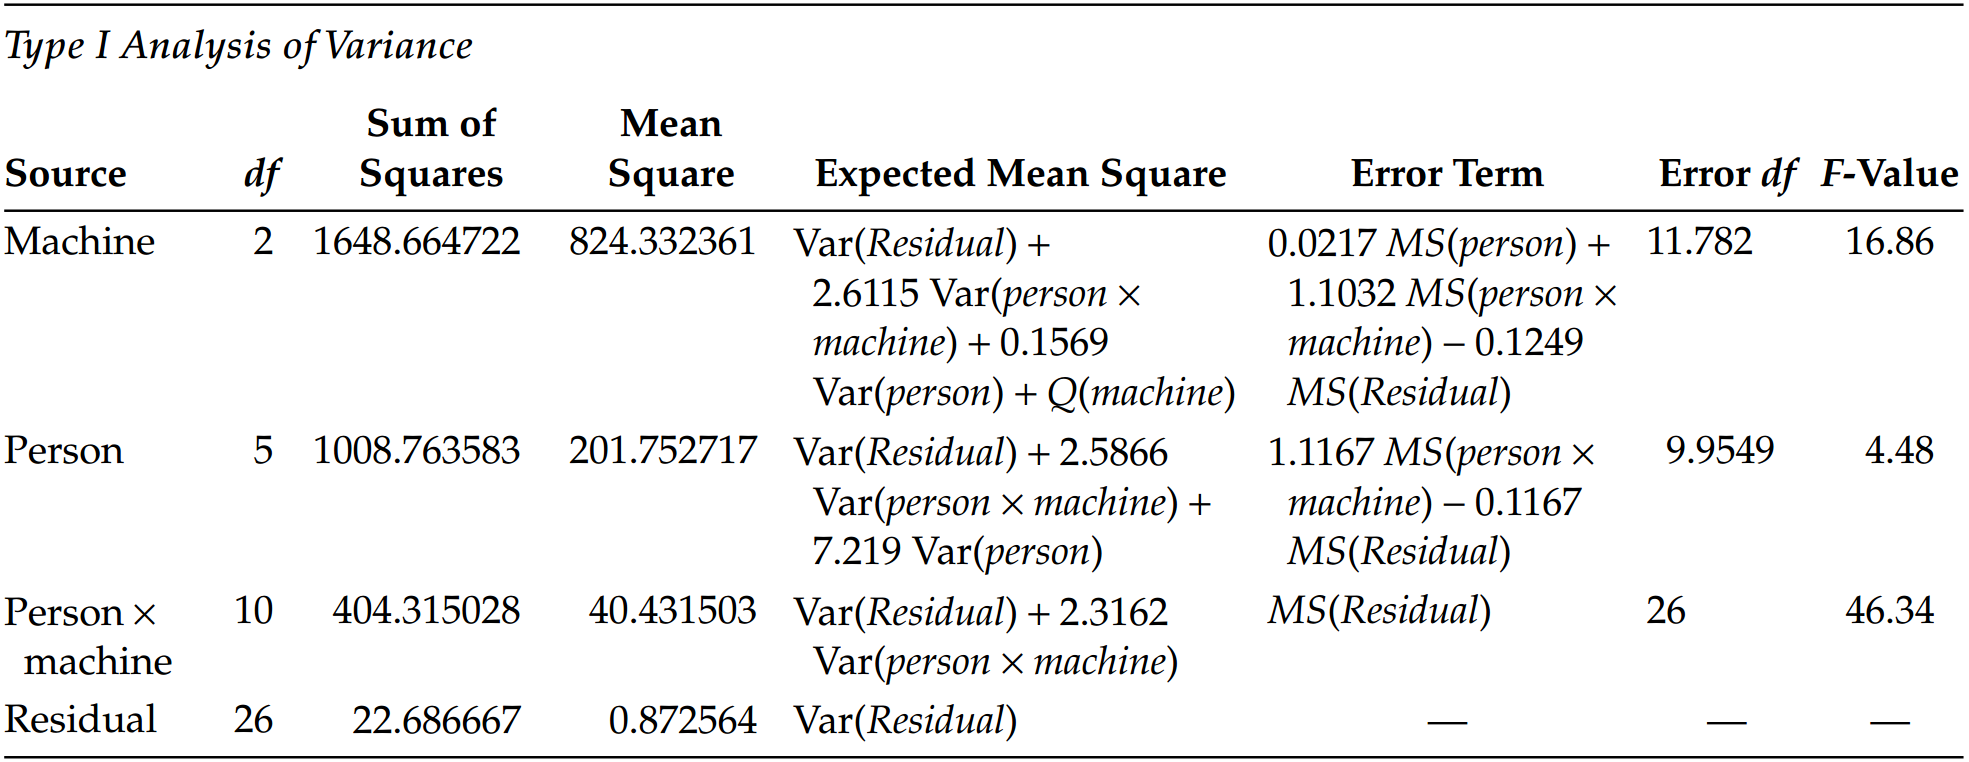 Type I Analysis of Variance
Sum of Mean
Source df Squares Square Expected Mean Square Error Term Error df F-Value
Machine 2 1648.664722 824.332361 Var(Residual) + 0.0217 MS(person) + 11.782 16.86
2.6115 Var(person × 1.1032 MS(person ×
machine) + 0.1569 machine) − 0.1249
Var(person) + Q(machine) MS(Residual)
Person 5 1008.763583 201.752717 Var(Residual) + 2.5866 1.1167 MS(person × 9.9549 4.48
Var(person × machine) + machine) − 0.1167
7.219 Var(person) MS(Residual)
Person × 10 404.315028 40.431503 Var(Residual) + 2.3162 MS(Residual) 26 46.34
machine Var(person × machine)
Residual 26 22.686667 0.872564 Var(Residual) — — —